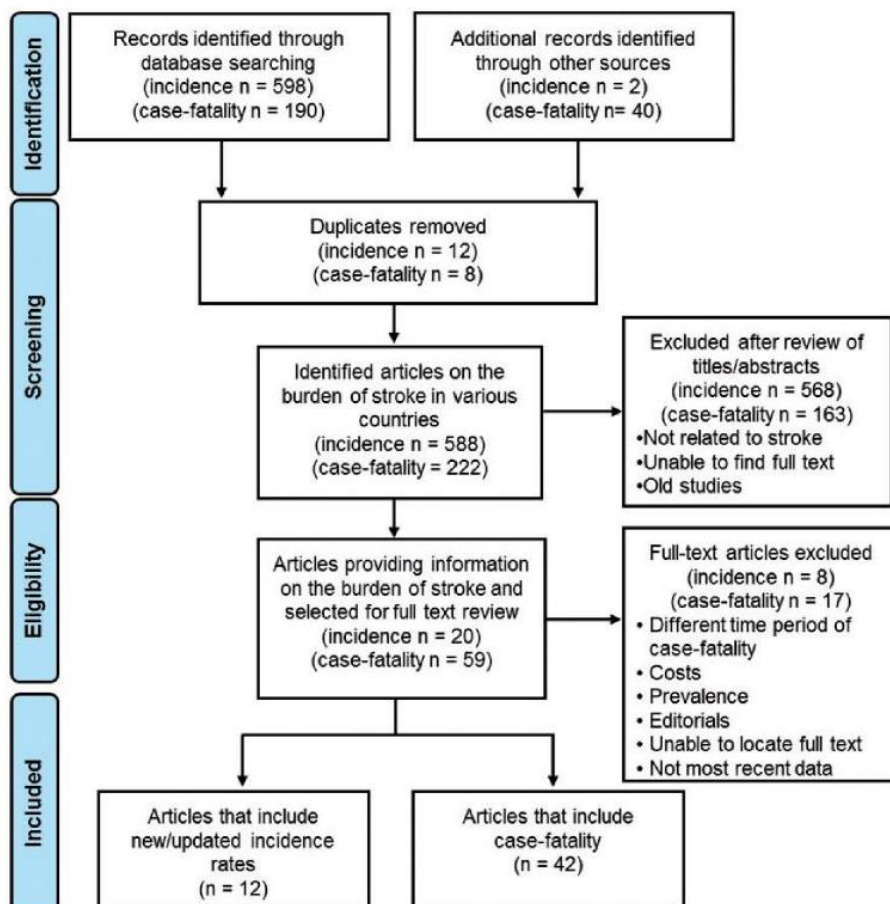 Identification
Records identified through
database searching
(incidence n = 598)
(case-fatality n = 190)
Additional records identified
through other sources
(incidence n = 2)
(case-fatality n= 40)
Screening
Duplicates removed
(incidence n = 12)
(case-fatality n = 8)
Identified articles on the
burden of stroke in various
countries
(incidence n = 588)
(case-fatality = 222)
Excluded after review of
titles/abstracts
(incidence n = 568)
(case-fatality n = 163)
•Not related to stroke
•Unable to find full text
•Old studies
Eligibility
Articles providing information
on the burden of stroke and
selected for full text review
(incidence n = 20)
(case-fatality n = 59)
Full-text articles excluded
(incidence n = 8)
(case-fatality n = 17)
• Different time period of
case-fatality
• Costs
• Prevalence
• Editorials
• Unable to locate full text
• Not most recent data
Included
Articles that include
new/updated incidence
rates
(n = 12)
Articles that include
case-fatality
(n = 42)